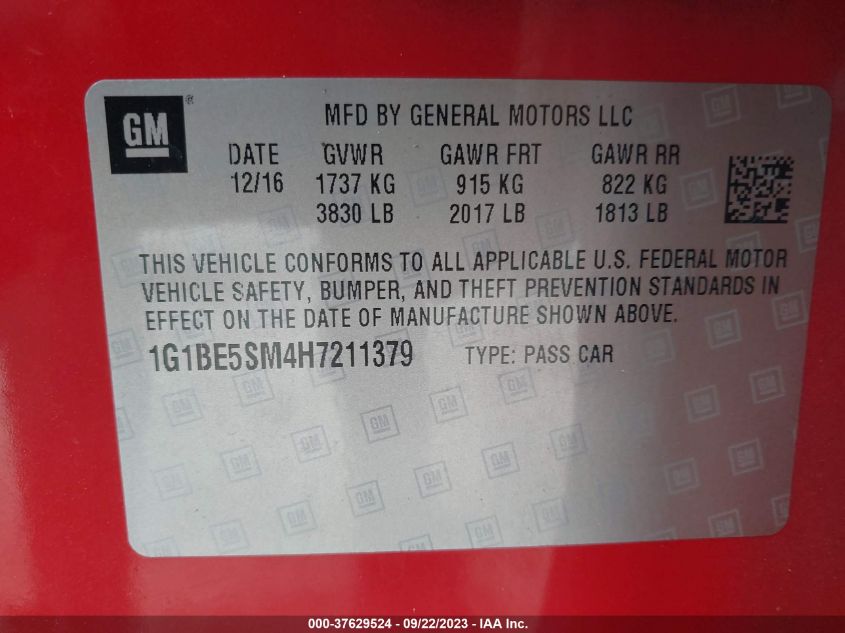 GM ®
MFD BY GENERAL MOTORS LLC
DATE GVWR GAWR FRT GAWR RR
12/16 1737 KG 915 KG 822 KG
3830 LB 2017 LB 1813 LB
THIS VEHICLE CONFORMS TO ALL APPLICABLE U.S. FEDERAL MOTOR
VEHICLE SAFETY, BUMPER, AND THEFT PREVENTION STANDARDS IN
EFFECT ON THE DATE OF MANUFACTURE SHOWN ABOVE.
1G1BE5SM4H7211379 TYPE: PASS CAR
000-37629524 - 09/22/2023 - IAA Inc.